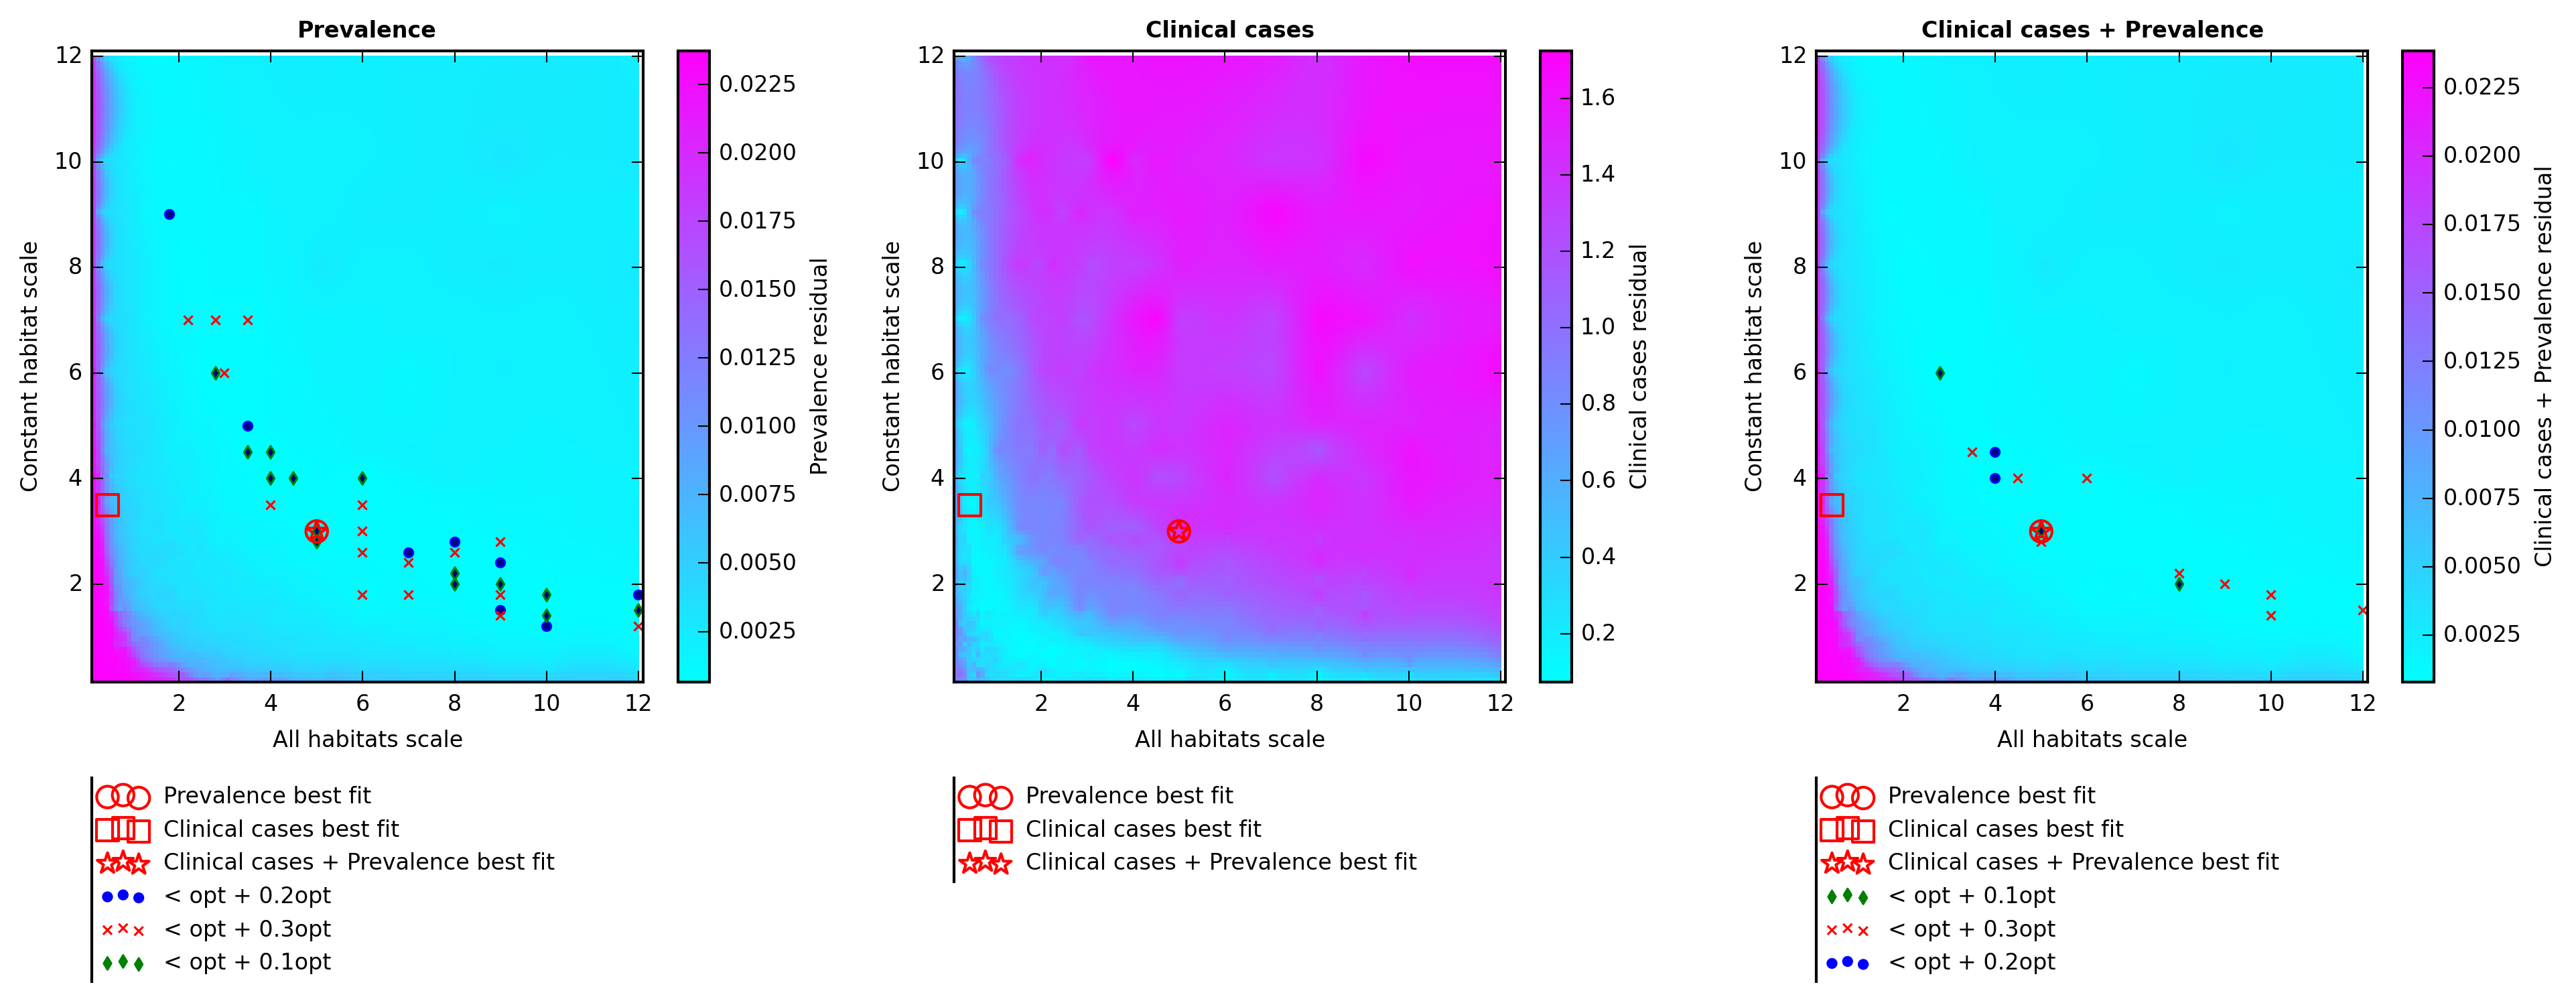 Prevalence
12
10
8
6
4
2
Constant habitat scale
2 4 6 8 10 12
All habitats scale
0.0225
0.0200
0.0175
0.0150
0.0125
0.0100
0.0075
0.0050
0.0025
Prevalence residual
Prevalence best fit
Clinical cases best fit
Clinical cases + Prevalence best fit
< opt + 0.2opt
< opt + 0.3opt
< opt + 0.1opt
Clinical cases
12
10
8
6
4
2
Constant habitat scale
2 4 6 8 10 12
All habitats scale
1.6
1.4
1.2
1.0
0.8
0.6
0.4
0.2
Clinical cases residual
Prevalence best fit
Clinical cases best fit
Clinical cases + Prevalence best fit
Clinical cases + Prevalence
12
10
8
6
4
2
Constant habitat scale
2 4 6 8 10 12
All habitats scale
0.0225
0.0200
0.0175
0.0150
0.0125
0.0100
0.0075
0.0050
0.0025
Clinical cases + Prevalence residual
Prevalence best fit
Clinical cases best fit
Clinical cases + Prevalence best fit
< opt + 0.1opt
< opt + 0.3opt
< opt + 0.2opt